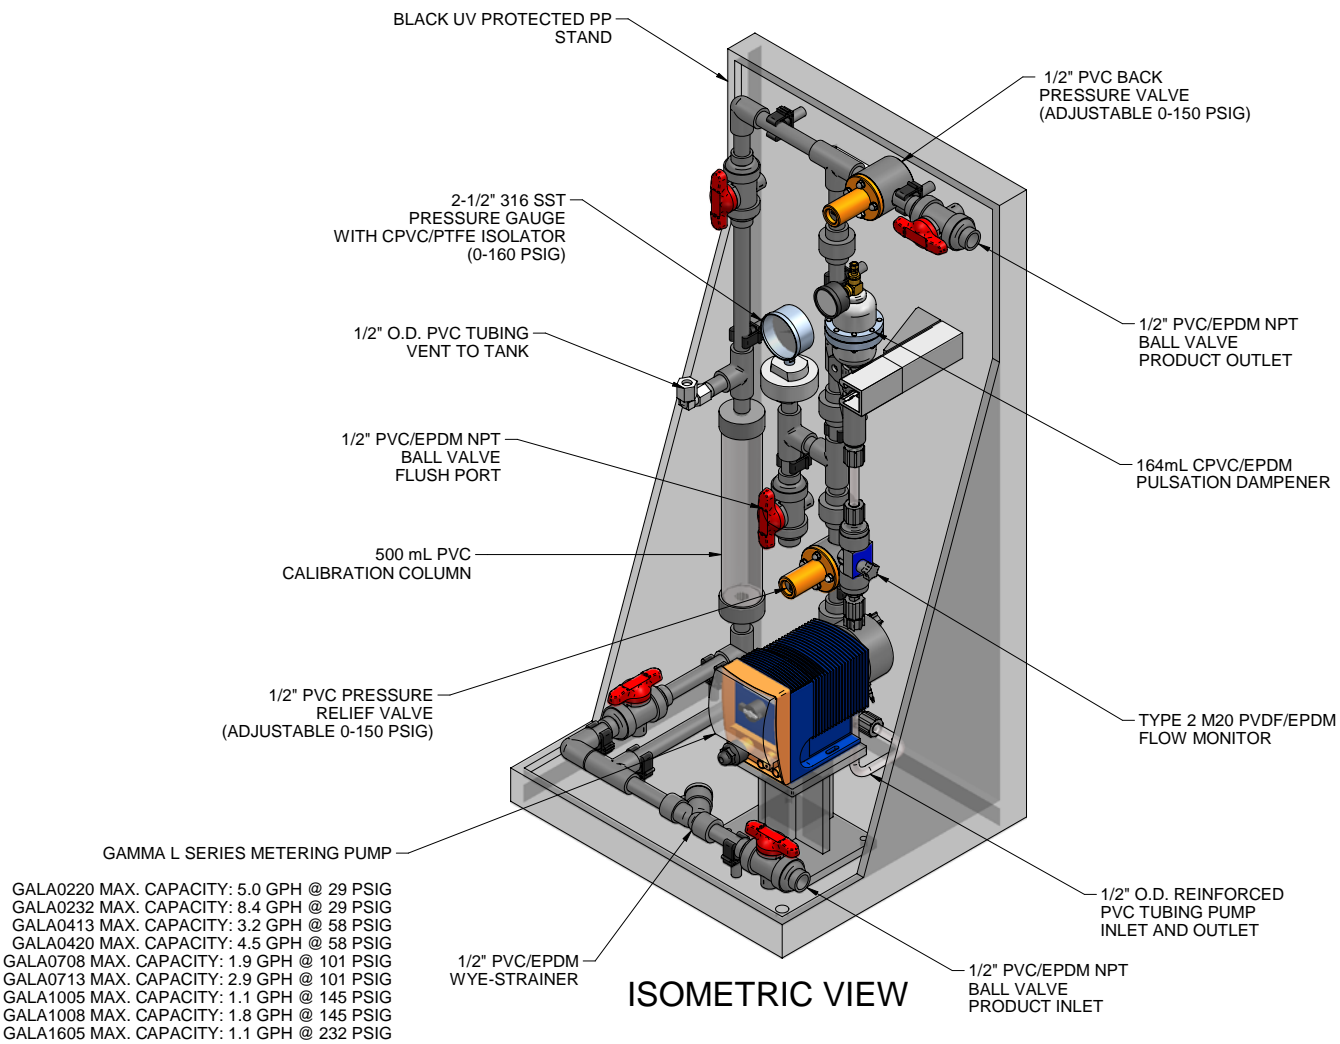 BLACK UV PROTECTED PP
STAND
1/2" PVC BACK
PRESSURE VALVE
(ADJUSTABLE 0-150 PSIG)
2-1/2" 316 SST
PRESSURE GAUGE
WITH CPVC/PTFE ISOLATOR
(0-160 PSIG)
1/2" O.D. PVC TUBING
VENT TO TANK
1/2" PVC/EPDM NPT
BALL VALVE
PRODUCT OUTLET
1/2" PVC/EPDM NPT
BALL VALVE
FLUSH PORT
164mL CPVC/EPDM
PULSATION DAMPENER
500 mL PVC
CALIBRATION COLUMN
1/2" PVC PRESSURE
RELIEF VALVE
(ADJUSTABLE 0-150 PSIG)
TYPE 2 M20 PVDF/EPDM
FLOW MONITOR
GAMMA L SERIES METERING PUMP
GALA0220 MAX. CAPACITY: 5.0 GPH @ 29 PSIG
GALA0232 MAX. CAPACITY: 8.4 GPH @ 29 PSIG
GALA0413 MAX. CAPACITY: 3.2 GPH @ 58 PSIG
GALA0420 MAX. CAPACITY: 4.5 GPH @ 58 PSIG
GALA0708 MAX. CAPACITY: 1.9 GPH @ 101 PSIG
GALA0713 MAX. CAPACITY: 2.9 GPH @ 101 PSIG
GALA1005 MAX. CAPACITY: 1.1 GPH @ 145 PSIG
GALA1008 MAX. CAPACITY: 1.8 GPH @ 145 PSIG
GALA1605 MAX. CAPACITY: 1.1 GPH @ 232 PSIG
1/2" O.D. REINFORCED
PVC TUBING PUMP
INLET AND OUTLET
1/2" PVC/EPDM
WYE-STRAINER
1/2" PVC/EPDM NPT
BALL VALVE
PRODUCT INLET
ISOMETRIC VIEW